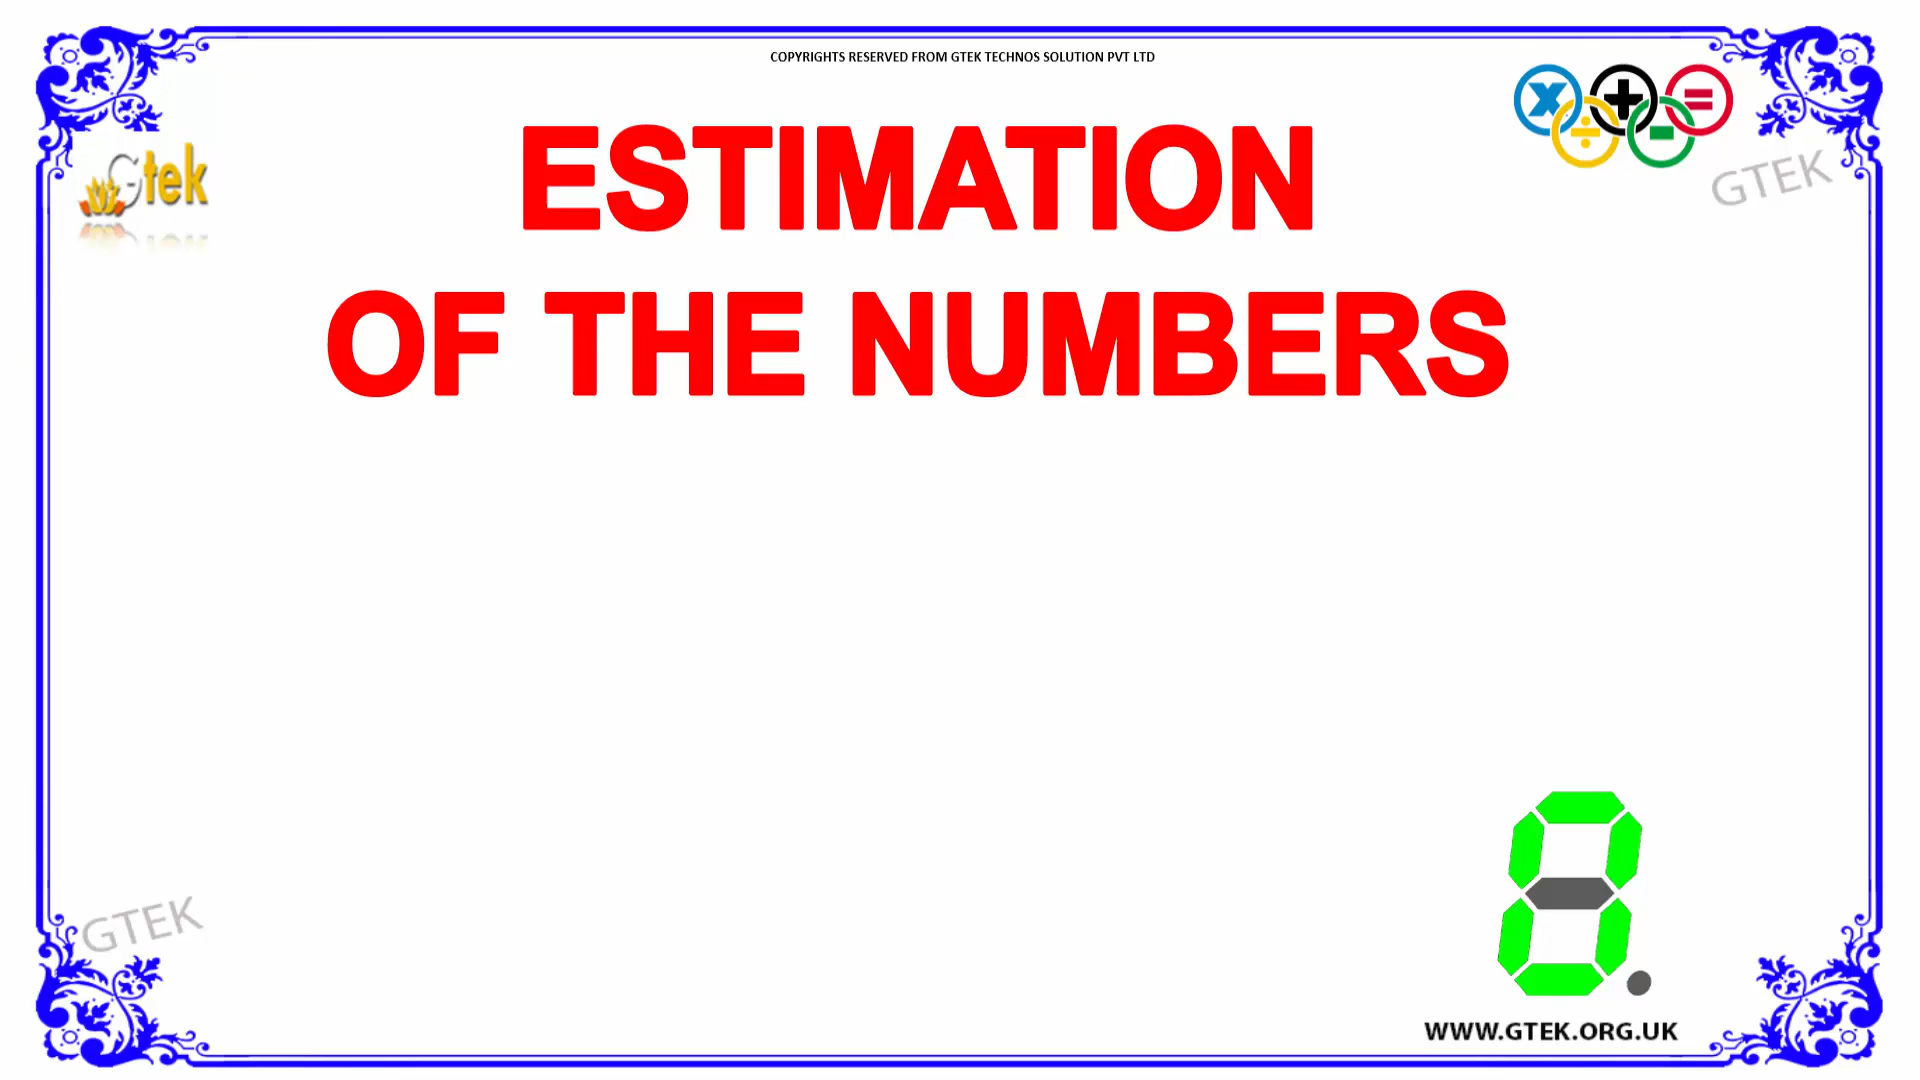 COPYRIGHTS RESERVED FROM GTEK TECHNOS SOLUTION PVT LTD
x + =
÷ -
Gtek
GTEK
ESTIMATION
OF THE NUMBERS
0.
GTEK
WWW.GTEK.ORG.UK